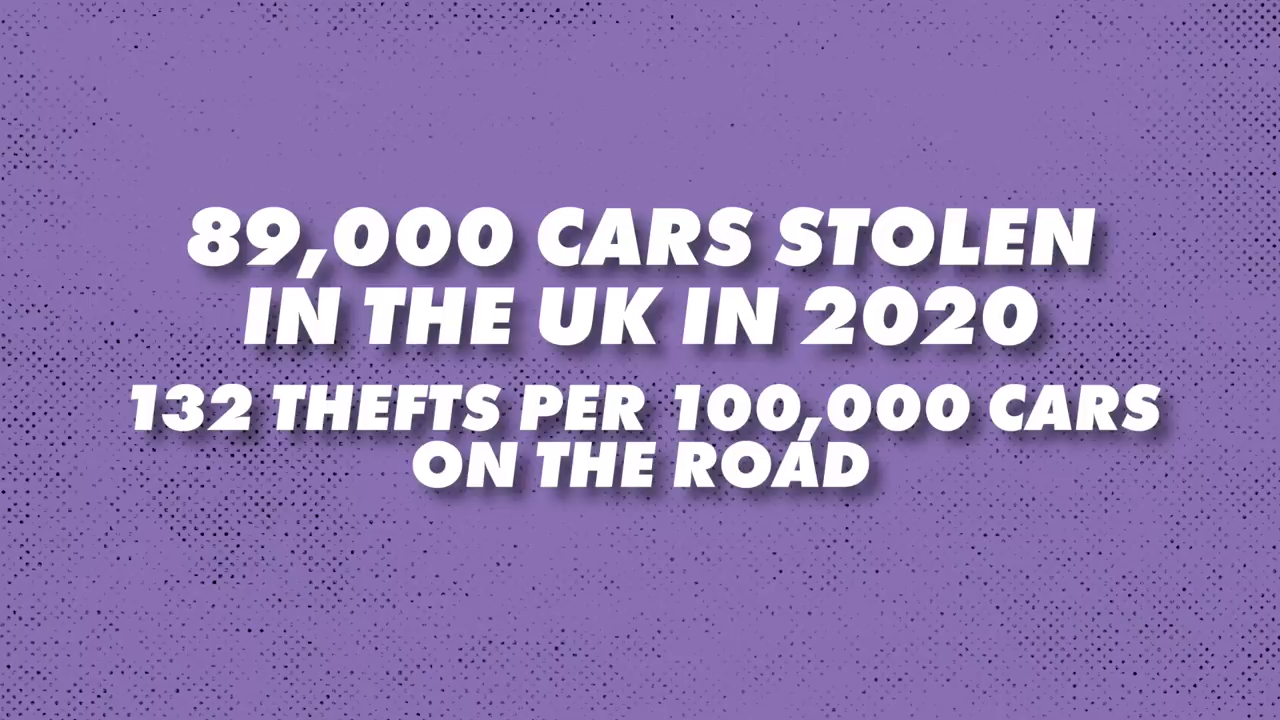 89,000 CARS STOLEN
IN THE UK IN 2020
132 THEFTS PER 100,000 CARS
ON THE ROAD